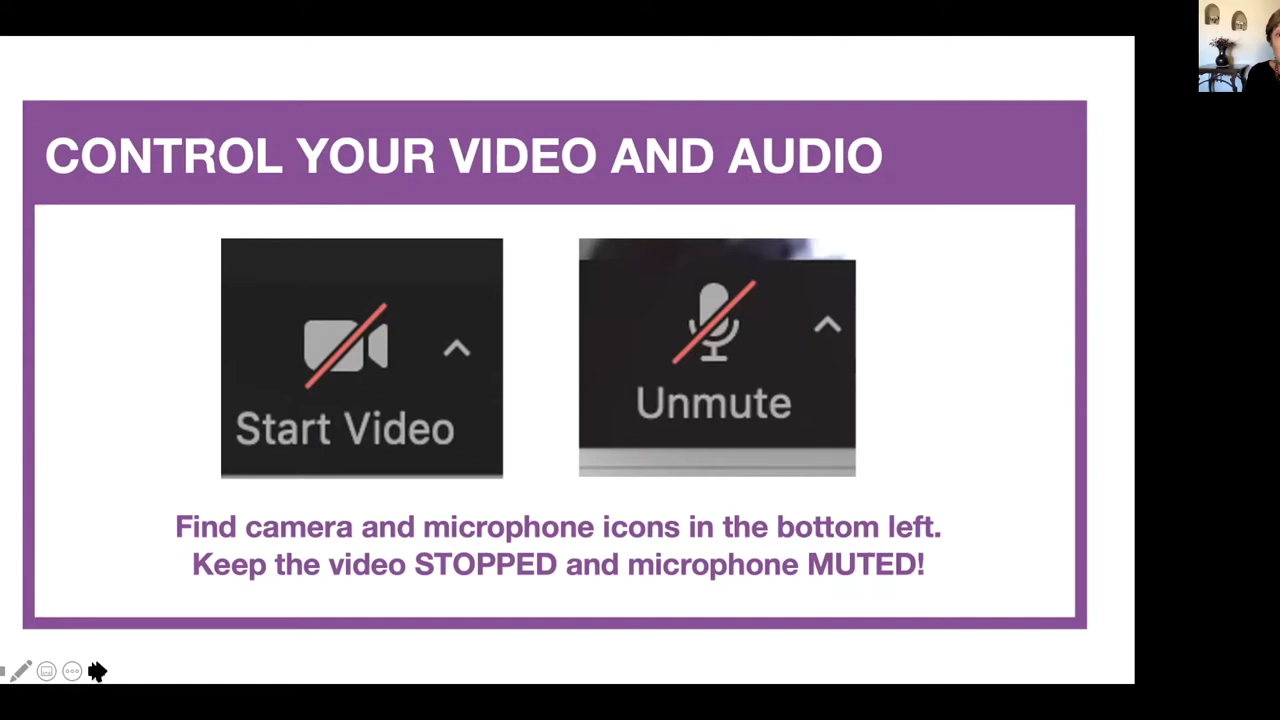 CONTROL YOUR VIDEO AND AUDIO
Start Video
Unmute
Find camera and microphone icons in the bottom left.
Keep the video STOPPED and microphone MUTED!